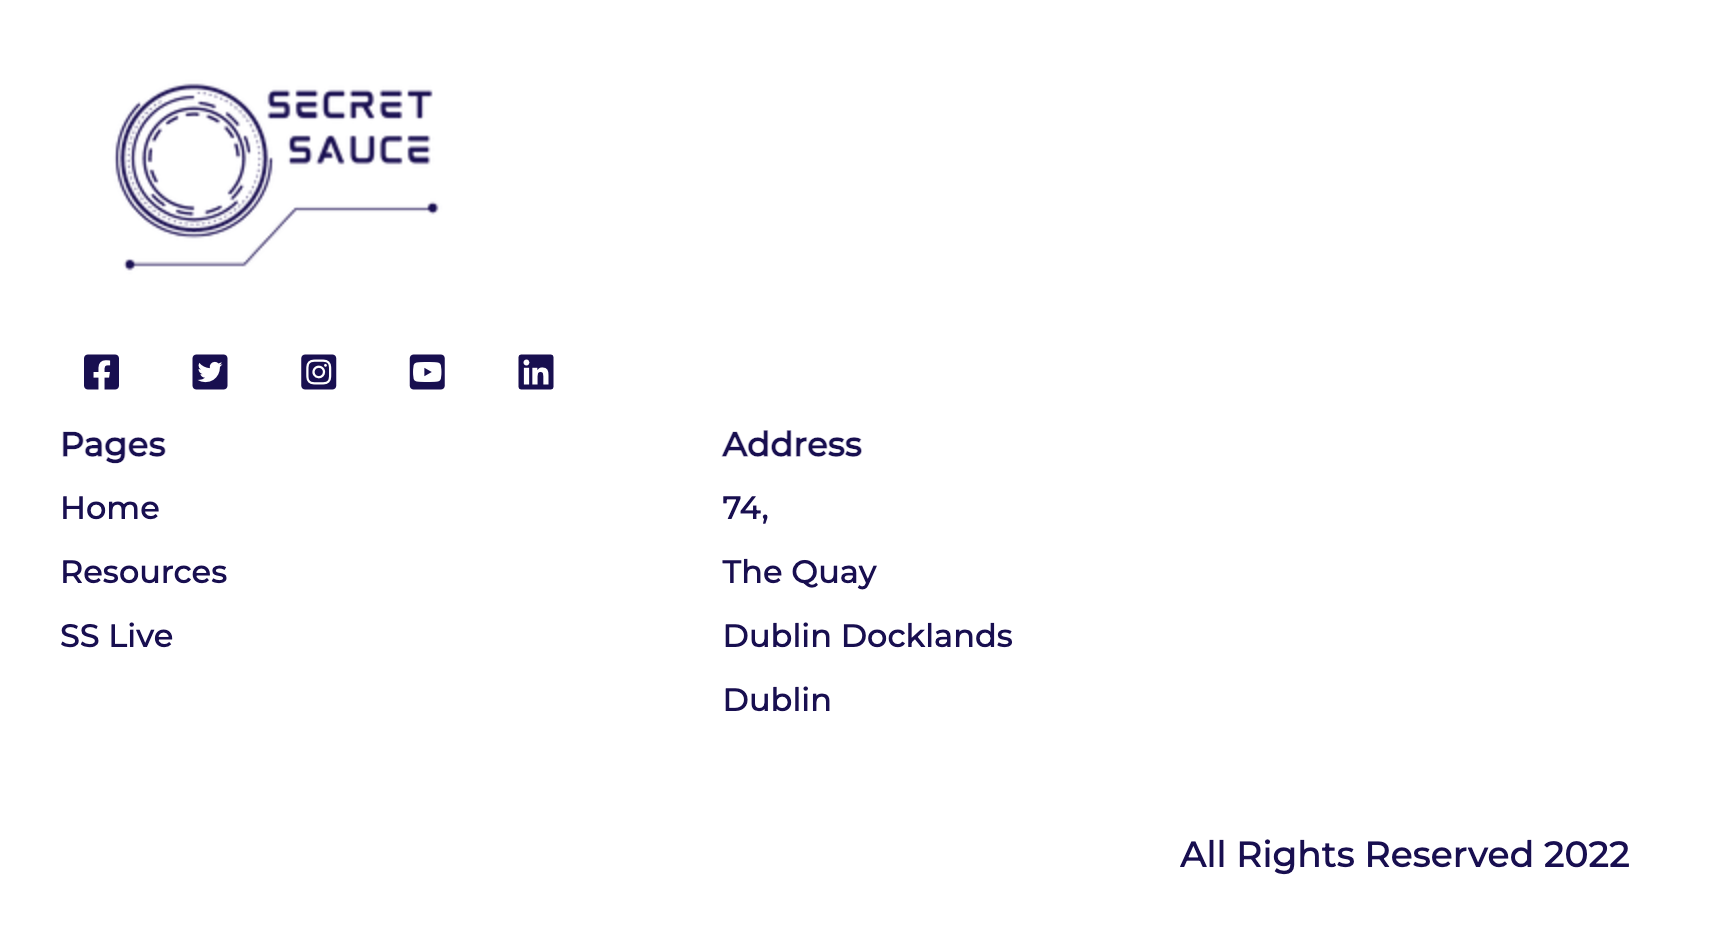 SECRET
SAUCE
Pages
Home
Resources
SS Live
Address
74,
The Quay
Dublin Docklands
Dublin
All Rights Reserved 2022